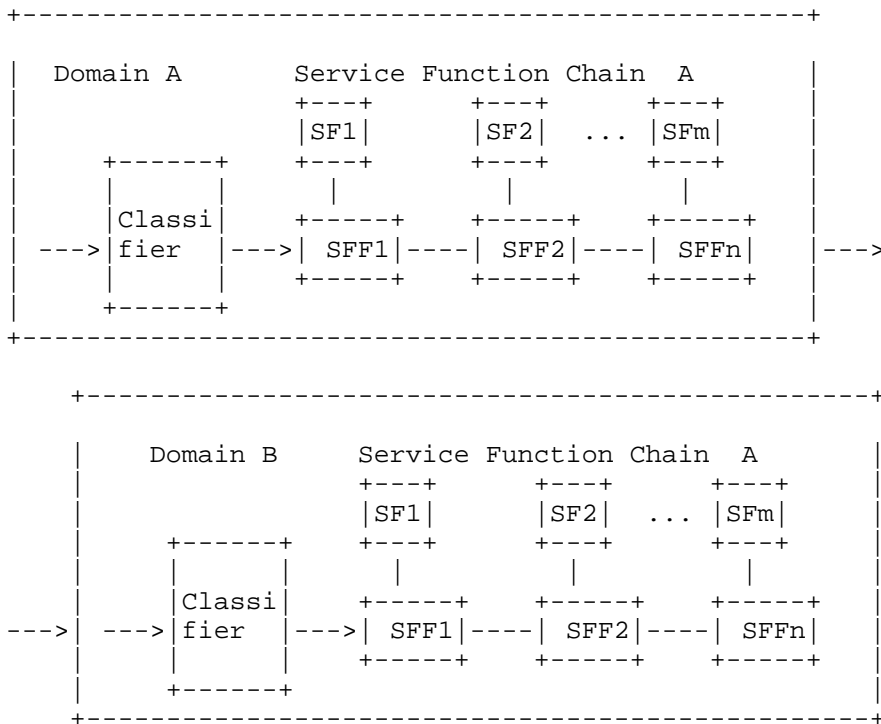 Domain A Service Function Chain A
SF1 SF2 ... SFm
Classi
fier SFF1 SFF2 SFFn
Domain B Service Function Chain A
SF1 SF2 ... SFm
Classi
fier SFF1 SFF2 SFFn